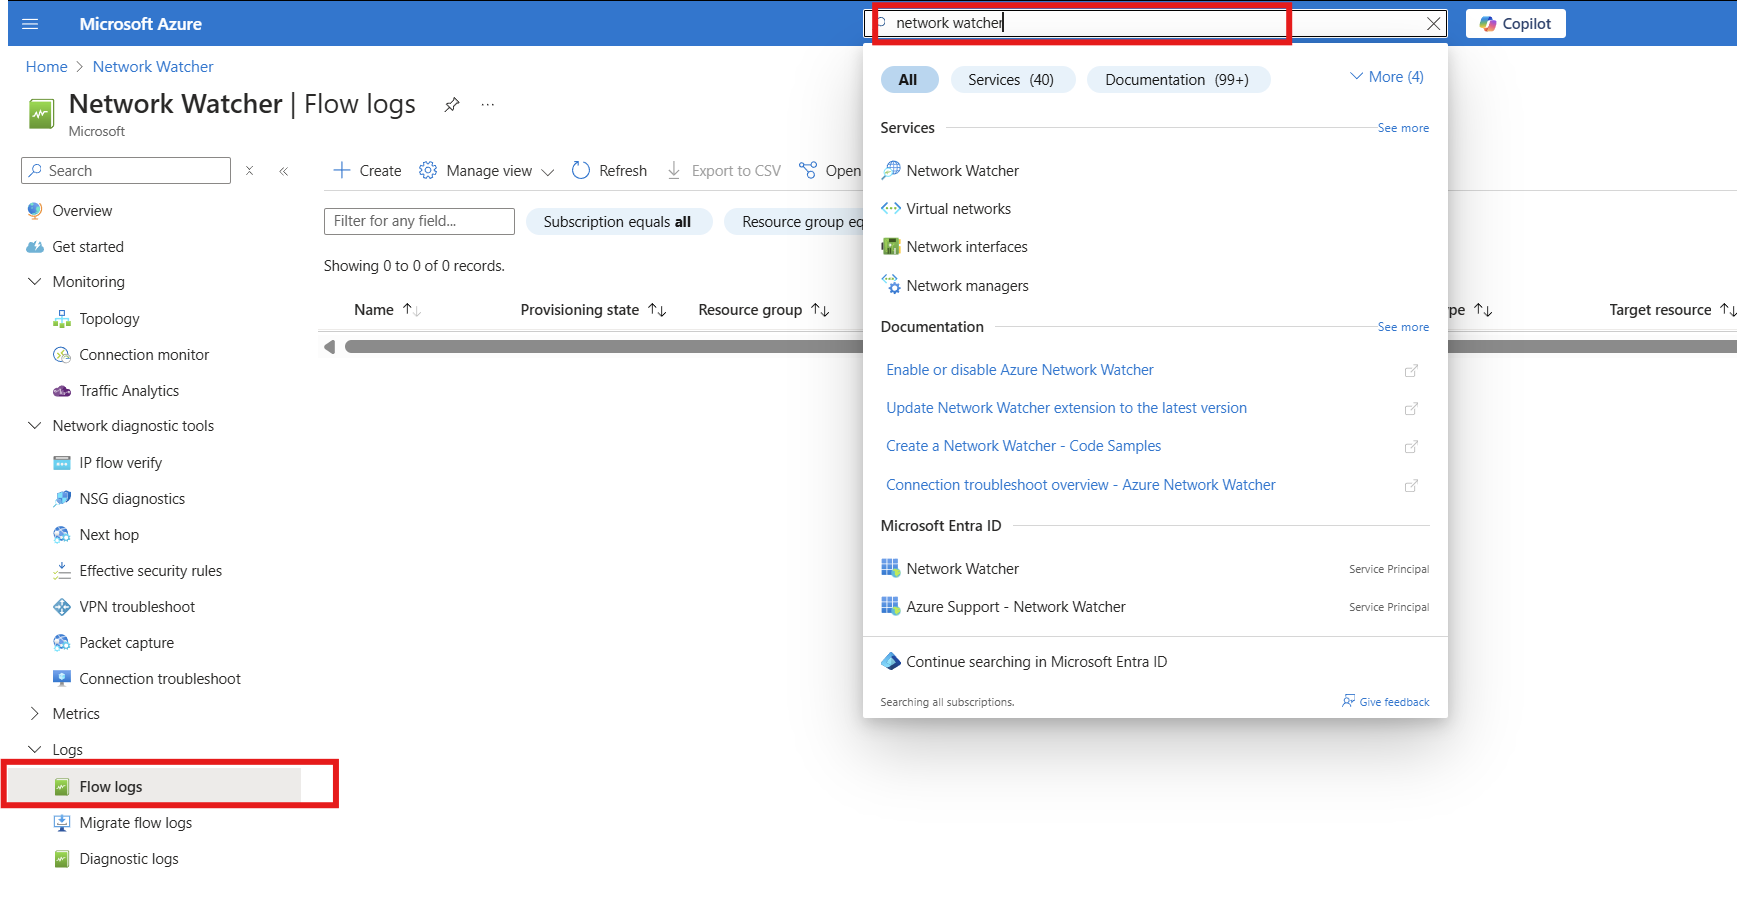 Microsoft Azure
network watcher
Copilot
Home > Network Watcher
Network Watcher | Flow logs
Microsoft
Search
Overview
Get started
Monitoring
Topology
Connection monitor
Traffic Analytics
Network diagnostic tools
IP flow verify
NSG diagnostics
Next hop
Effective security rules
VPN troubleshoot
Packet capture
Connection troubleshoot
Metrics
Logs
Flow logs
Migrate flow logs
Diagnostic logs
Create Manage view Refresh Export to CSV Open
Filter for any field... Subscription equals all Resource group eq
Showing 0 to 0 of 0 records.
Name Provisioning state Resource group pe Target resource
All Services (40) Documentation (99+) More (4)
Services See more
Network Watcher
Virtual networks
Network interfaces
Network managers
Documentation See more
Enable or disable Azure Network Watcher
Update Network Watcher extension to the latest version
Create a Network Watcher - Code Samples
Connection troubleshoot overview - Azure Network Watcher
Microsoft Entra ID
Network Watcher Service Principal
Azure Support - Network Watcher Service Principal
Continue searching in Microsoft Entra ID
Searching all subscriptions. Give feedback